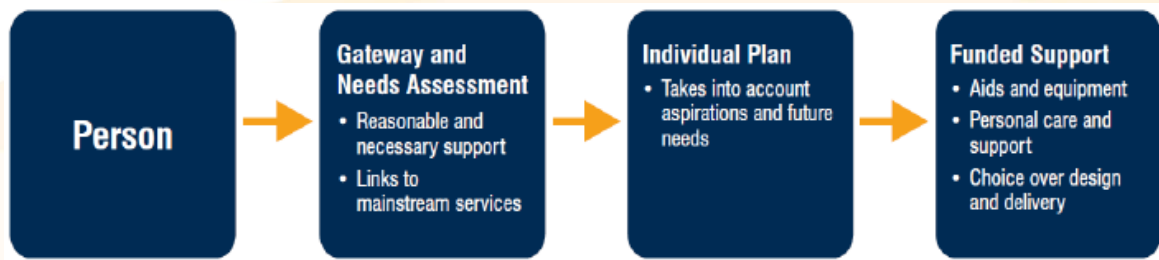 Person
Gateway and
Needs Assessment
• Reasonable and
necessary support
• Links to
mainstream services
Individual Plan
• Takes into account
aspirations and future
needs
Funded Support
• Aids and equipment
• Personal care and
support
• Choice over design
and delivery